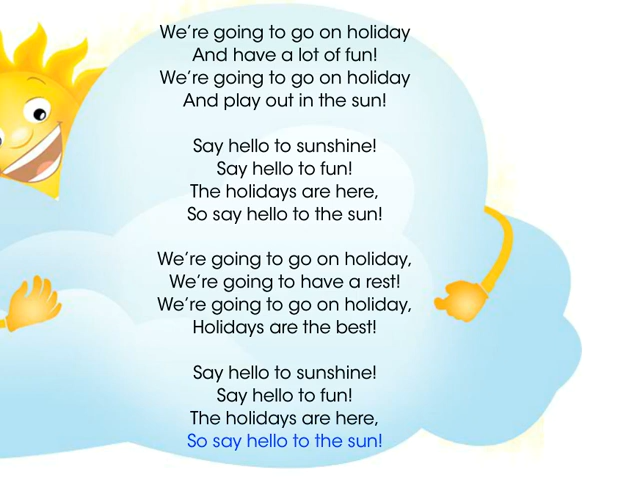 We're going to go on holiday
And have a lot of fun!
We're going to go on holiday
And play out in the sun!

Say hello to sunshine!
Say hello to fun!
The holidays are here,
So say hello to the sun!

We're going to go on holiday,
We're going to have a rest!
We're going to go on holiday,
Holidays are the best!

Say hello to sunshine!
Say hello to fun!
The holidays are here,
So say hello to the sun!